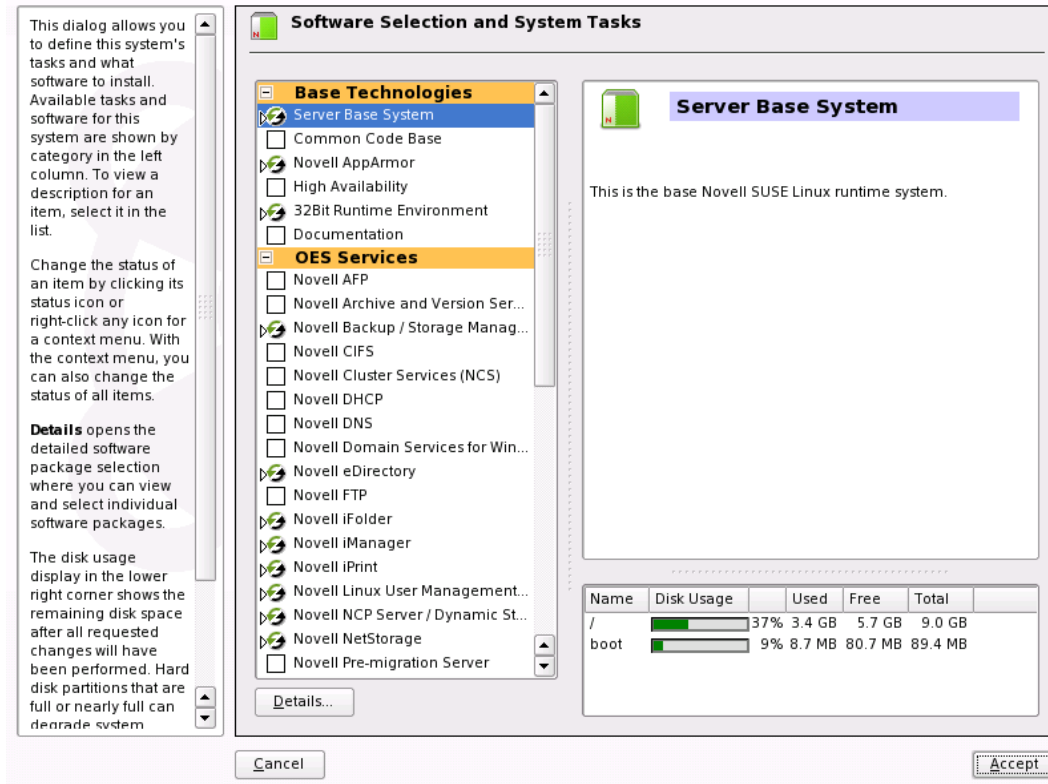 This dialog allows you
to define this system's
tasks and what
software to install.
Available tasks and
software for this
system are shown by
category in the left
column. To view a
description for an
item, select it in the
list.
Change the status of
an item by clicking its
status icon or
right-click any icon for
a context menu. With
the context menu, you
can also change the
status of all items.
Details opens the
detailed software
package selection
where you can view
and select individual
software packages.
The disk usage
display in the lower
right corner shows the
remaining disk space
after all requested
changes will have
been performed. Hard
disk partitions that are
full or nearly full can
degrade system
Software Selection and System Tasks
Base Technologies
Server Base System
Common Code Base
Novell AppArmor
High Availability
32Bit Runtime Environment
Documentation
OES Services
Novell AFP
Novell Archive and Version Ser...
Novell Backup / Storage Manag...
Novell CIFS
Novell Cluster Services (NCS)
Novell DHCP
Novell DNS
Novell Domain Services for Win...
Novell eDirectory
Novell FTP
Novell iFolder
Novell iManager
Novell iPrint
Novell Linux User Management...
Novell NCP Server / Dynamic St...
Novell NetStorage
Novell Pre-migration Server
Details...
Server Base System
This is the base Novell SUSE Linux runtime system.
Name Disk Usage Used Free Total
/ 37% 3.4 GB 5.7 GB 9.0 GB
boot 9% 8.7 MB 80.7 MB 89.4 MB
Cancel
Accept